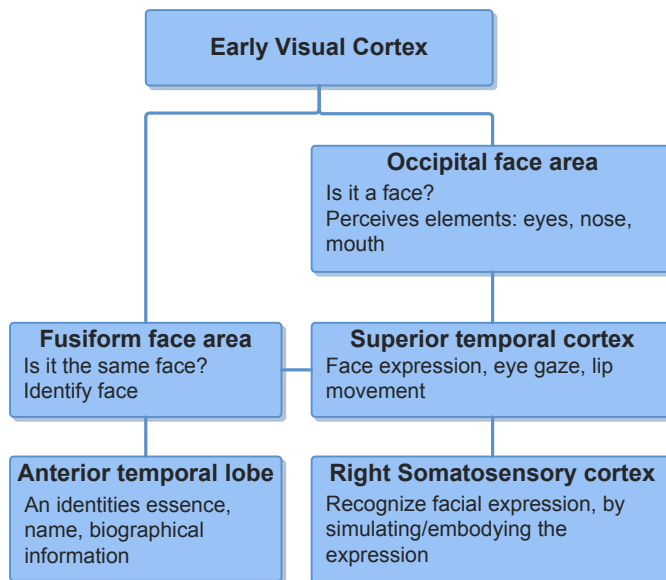 Early Visual Cortex
Occipital face area
Is it a face?
Perceives elements: eyes, nose,
mouth
Fusiform face area
Is it the same face?
Identify face
Superior temporal cortex
Face expression, eye gaze, lip
movement
Anterior temporal lobe
An identities essence,
name, biographical
information
Right Somatosensory cortex
Recognize facial expression, by
simulating/embodying the
expression